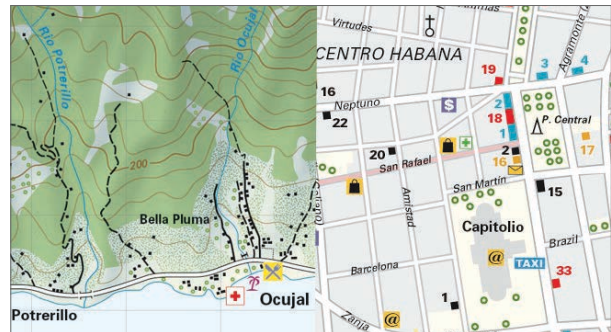 Río Potrerillo
Río Ocujal
200
Bella Pluma
Ocujal
Potrerillo
Virtudes
Agramonte
CENTRO HABANA
19
3
4
16
Neptuno
22
$
2
18
1
P. Central
20
2
17
San Rafael
16
San Martín
15
Amistad
Capitolio
Brazil
@
TAXI
Barcelona
33
1
@
Zanja